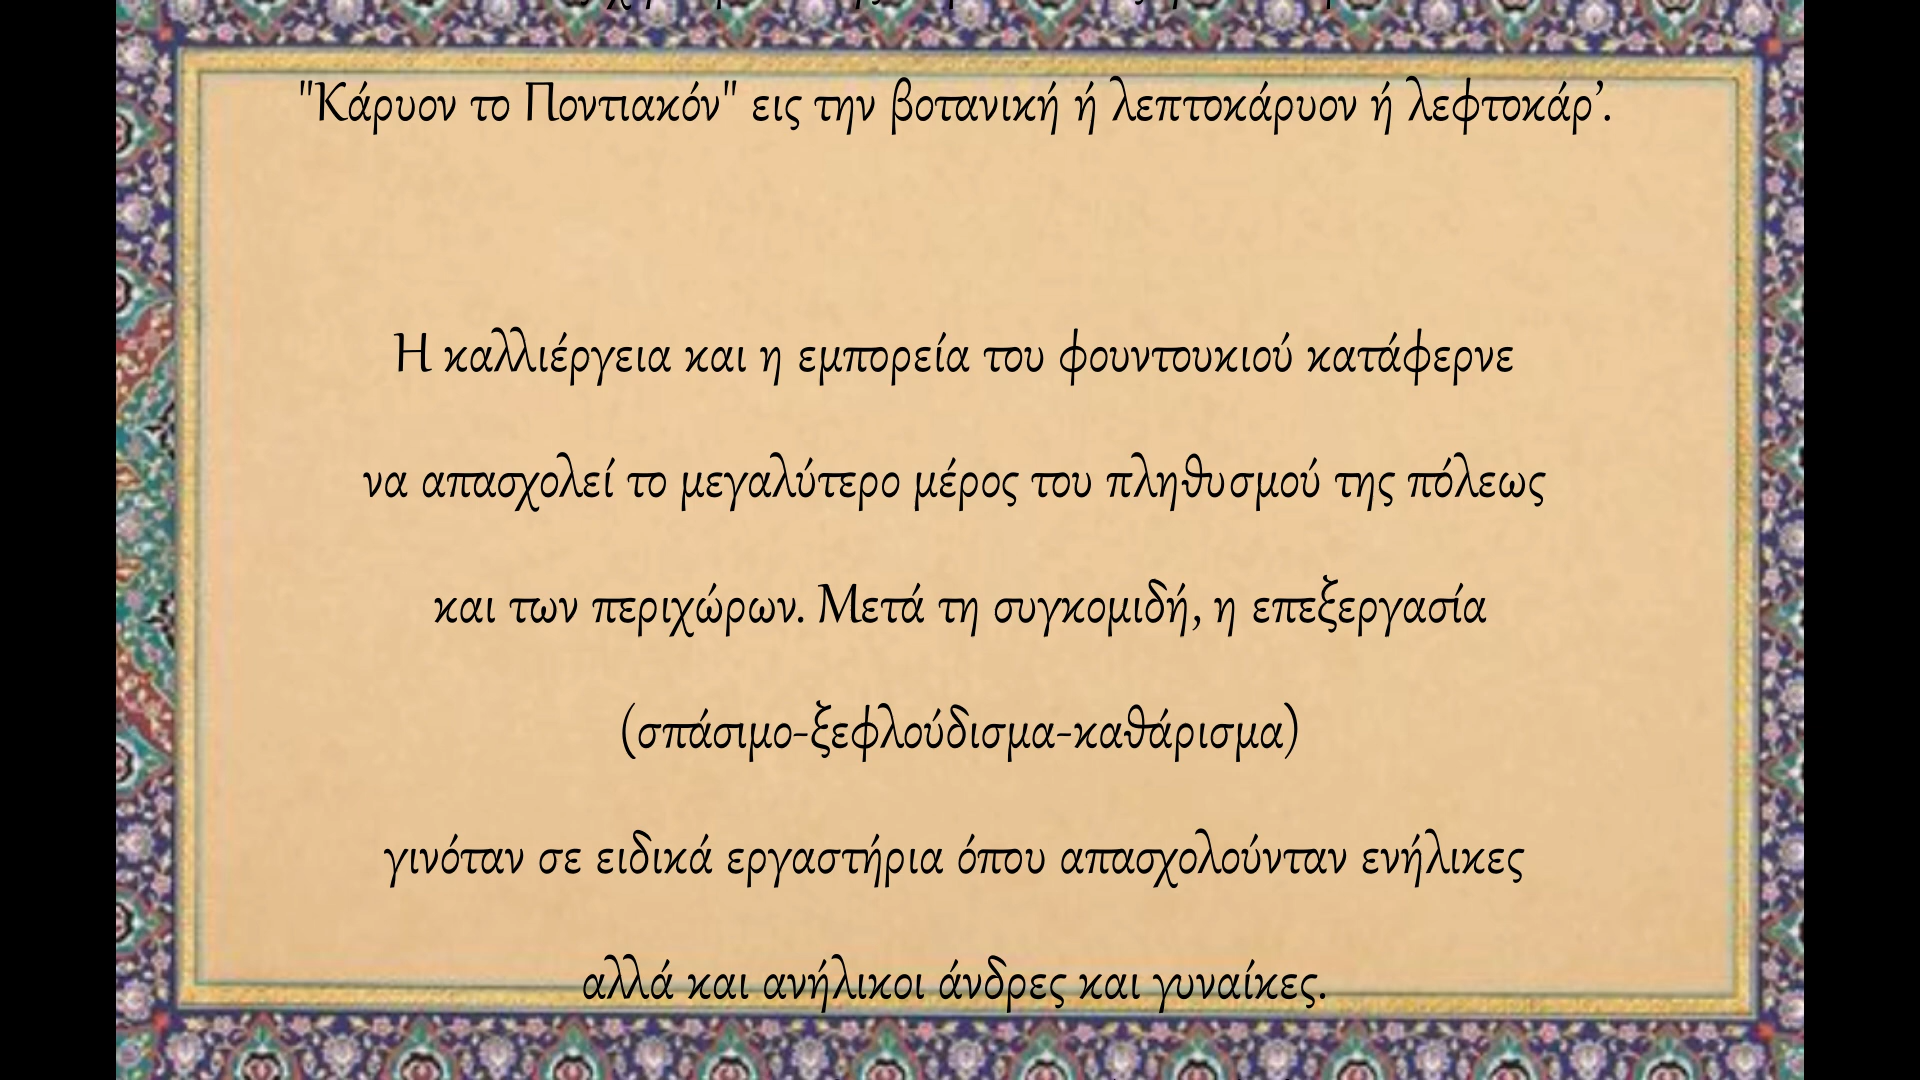 "Κάρυον το Ποντιακόν" εις την βοτανική ή λεπτοκάρυον ή λεφτοκάρ’.
Η καλλιέργεια και η εμπορεία του φουντουκιού κατάφερνε
να απασχολεί το μεγαλύτερο μέρος του πληθυσμού της πόλεως
και των περιχώρων. Μετά τη συγκομιδή, η επεξεργασία
(σπάσιμο-ξεφλούδισμα-καθάρισμα)
γινόταν σε ειδικά εργαστήρια όπου απασχολούνταν ενήλικες
αλλά και ανήλικοι άνδρες και γυναίκες.